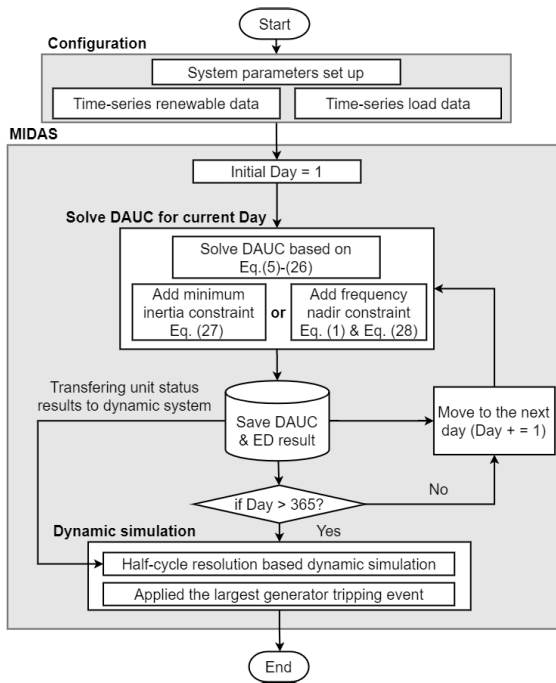 Start
Configuration
System parameters set up
Time-series renewable data
Time-series load data
MIDAS
Initial Day = 1
Solve DAUC for current Day
Solve DAUC based on
Eq.(5)-(26)
Add minimum
inertia constraint
Eq. (27)
or
Add frequency
nadir constraint
Eq. (1) & Eq. (28)
Transfering unit status
results to dynamic system
Save DAUC
& ED result
Move to the next
day (Day + = 1)
if Day > 365?
No
Yes
Dynamic simulation
Half-cycle resolution based dynamic simulation
Applied the largest generator tripping event
End